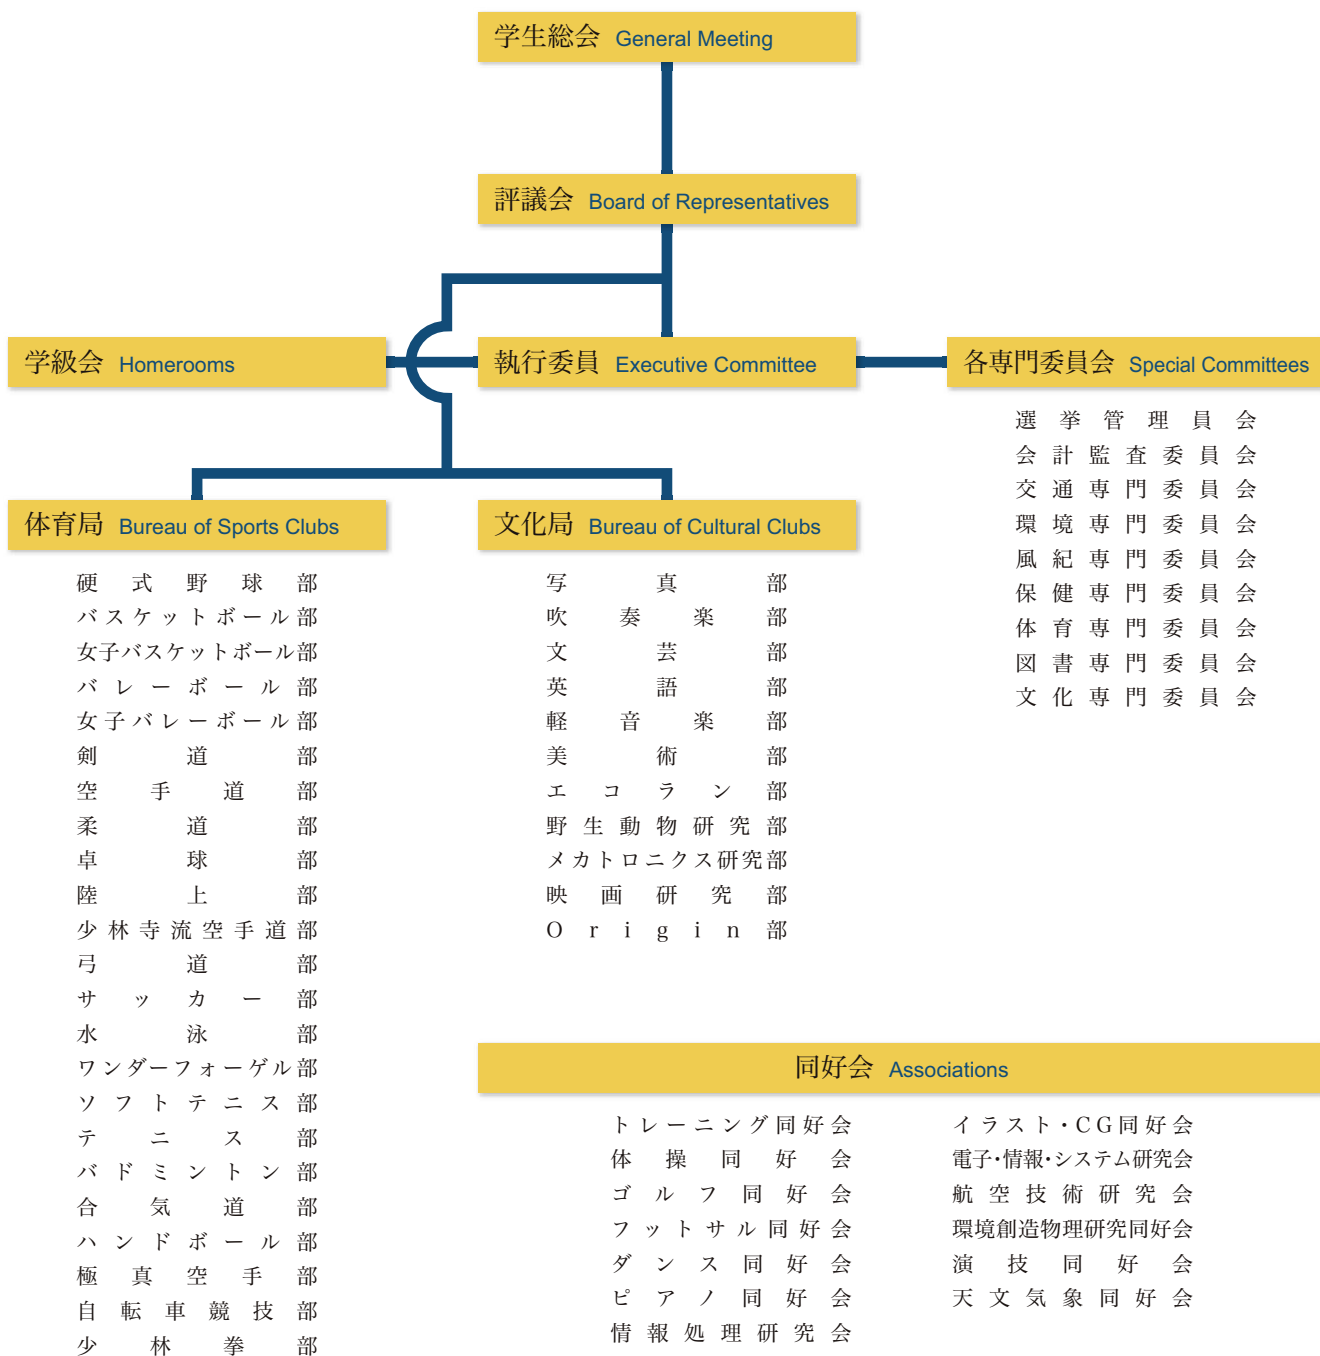 学生総会 General Meeting
評議会 Board of Representatives
学級会 Homerooms
執行委員 Executive Committee
各専門委員会 Special Committees
選挙管理員会
会計監査委員会
交通専門委員会
環境専門委員会
風紀専門委員会
保健専門委員会
体育専門委員会
図書専門委員会
文化専門委員会
体育局 Bureau of Sports Clubs
硬式野球部
バスケットボール部
女子バスケットボール部
バレーボール部
女子バレーボール部
剣道部
空手道部
柔道部
卓球部
陸上部
少林寺流空手道部
弓道部
サッカー部
水泳部
ワンダーフォーゲル部
ソフトテニス部
テニス部
バドミントン部
合気道部
ハンドボール部
極真空手部
自転車競技部
少林拳部
文化局 Bureau of Cultural Clubs
写真部
吹奏楽部
文芸部
英語部
軽音楽部
美術部
エコラン部
野生動物研究部
メカトロニクス研究部
映画研究部
Origin部
同好会 Associations
トレーニング同好会
体操同好会
ゴルフ同好会
フットサル同好会
ダンス同好会
ピアノ同好会
情報処理研究会
イラスト・CG同好会
電子・情報・システム研究会
航空技術研究会
環境創造物理研究同好会
演技同好会
天文気象同好会